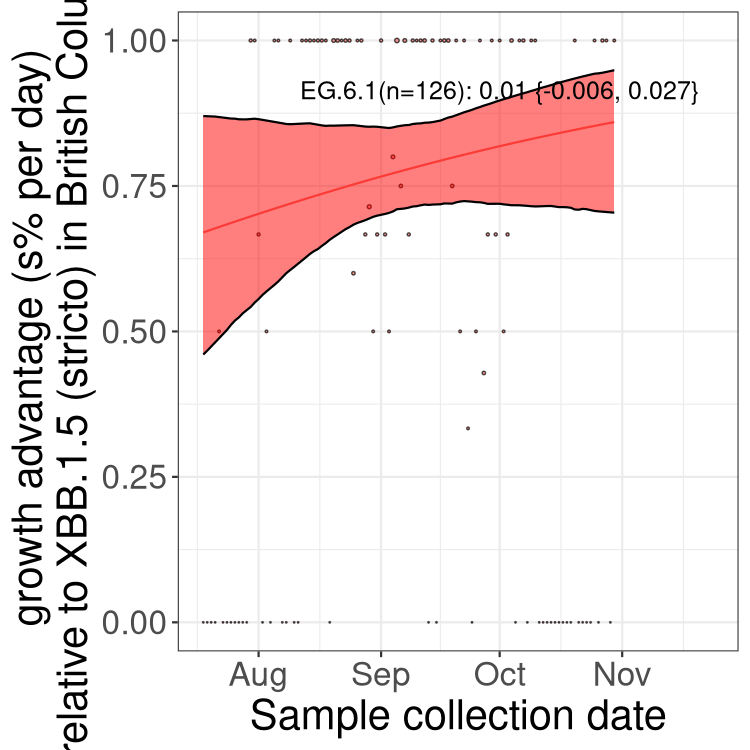 growth advantage (s% per day)
relative to XBB.1.5 (stricto) in British Colu
1.00
0.75
0.50
0.25
0.00
EG.6.1(n=126): 0.01 {-0.006, 0.027}
Aug Sep Oct Nov
Sample collection date